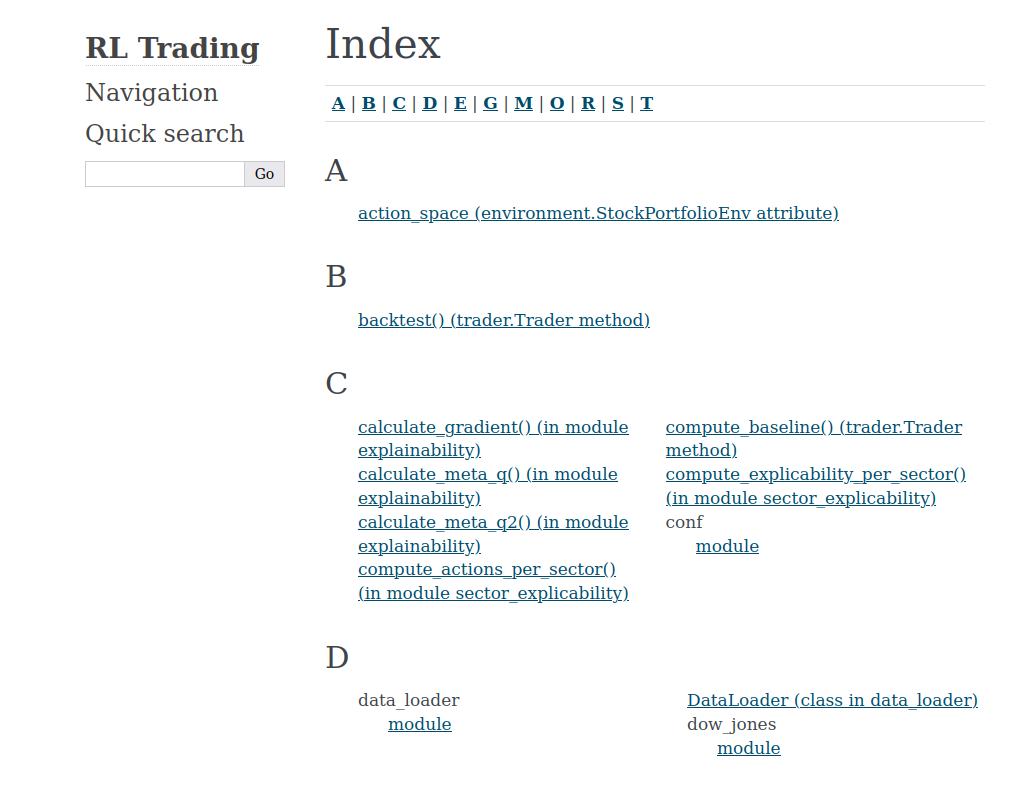 RL Trading
Navigation
Quick search
Go
Index
A | B | C | D | E | G | M | O | R | S | T
A
action_space (environment.StockPortfolioEnv attribute)
B
backtest() (trader.Trader method)
C
calculate_gradient() (in module
explainability)
calculate_meta_q() (in module
explainability)
calculate_meta_q2() (in module
explainability)
compute_actions_per_sector()
(in module sector_explicability)
compute_baseline() (trader.Trader
method)
compute_explicability_per_sector()
(in module sector_explicability)
conf
module
D
data_loader
module
DataLoader (class in data_loader)
dow_jones
module